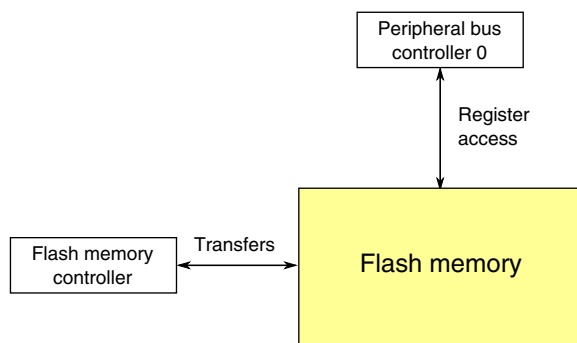 Peripheral bus
controller 0
Register
access
Transfers
Flash memory
controller
Flash memory